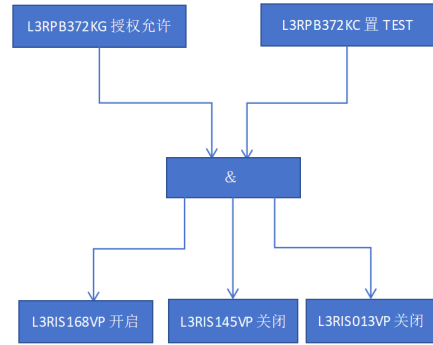 L3RPB372KG 授权允许
L3RPB372KC 置 TEST
&
L3RIS168VP 开启
L3RIS145VP 关闭
L3RIS013VP 关闭